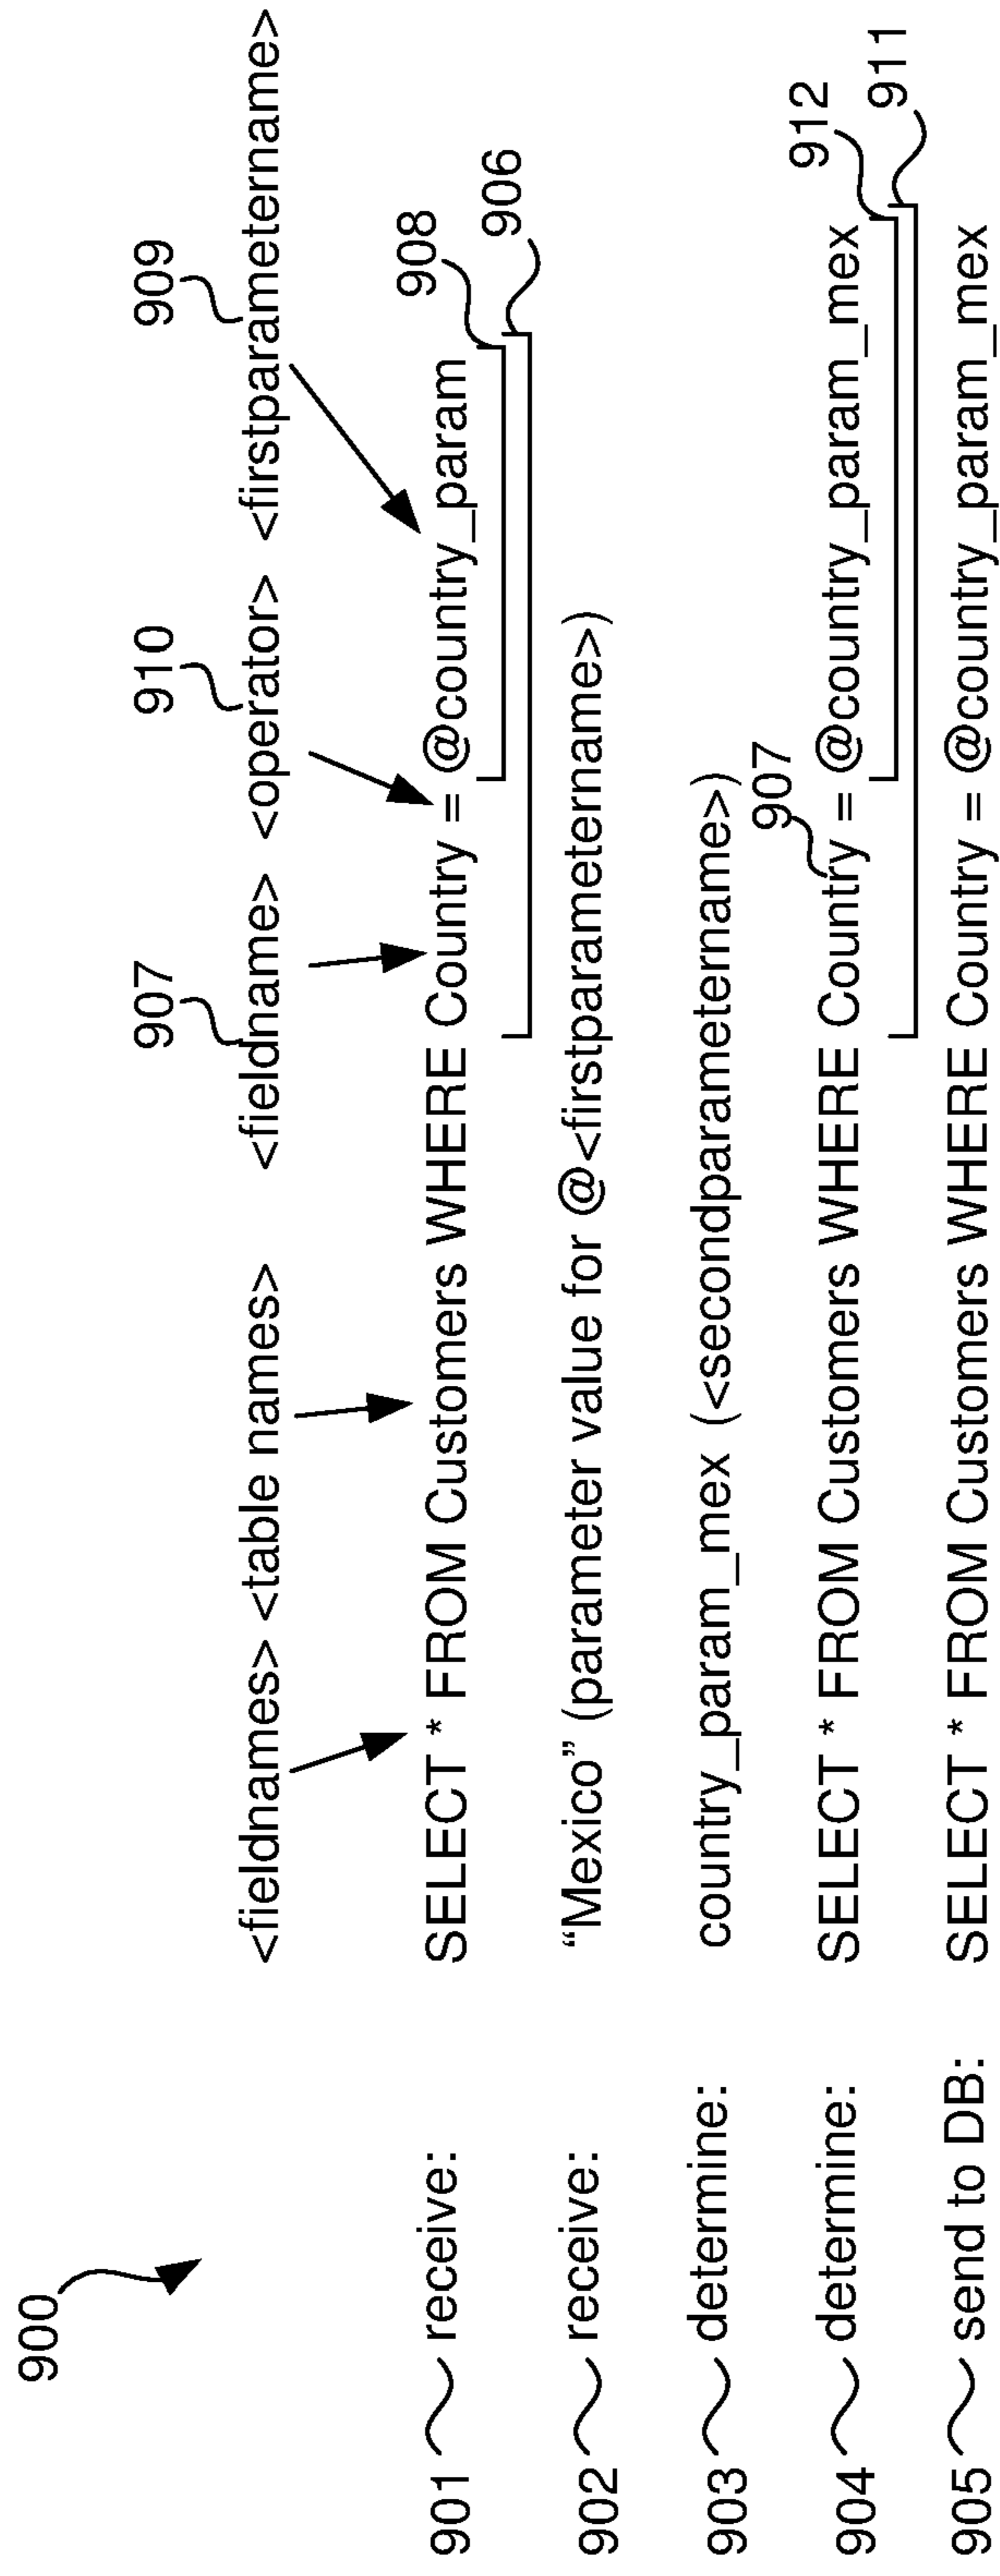 900
907 910 909
<fieldnames> <table names> <fieldname> <operator> <firstparametername>
901 receive: SELECT * FROM Customers WHERE Country = @country_param
908
906
902 receive: “Mexico” (parameter value for @<firstparametername>)
903 determine: country_param_mex (<secondparametername>)
907
904 determine: SELECT * FROM Customers WHERE Country = @country_param_mex
912
911
905 send to DB: SELECT * FROM Customers WHERE Country = @country_param_mex